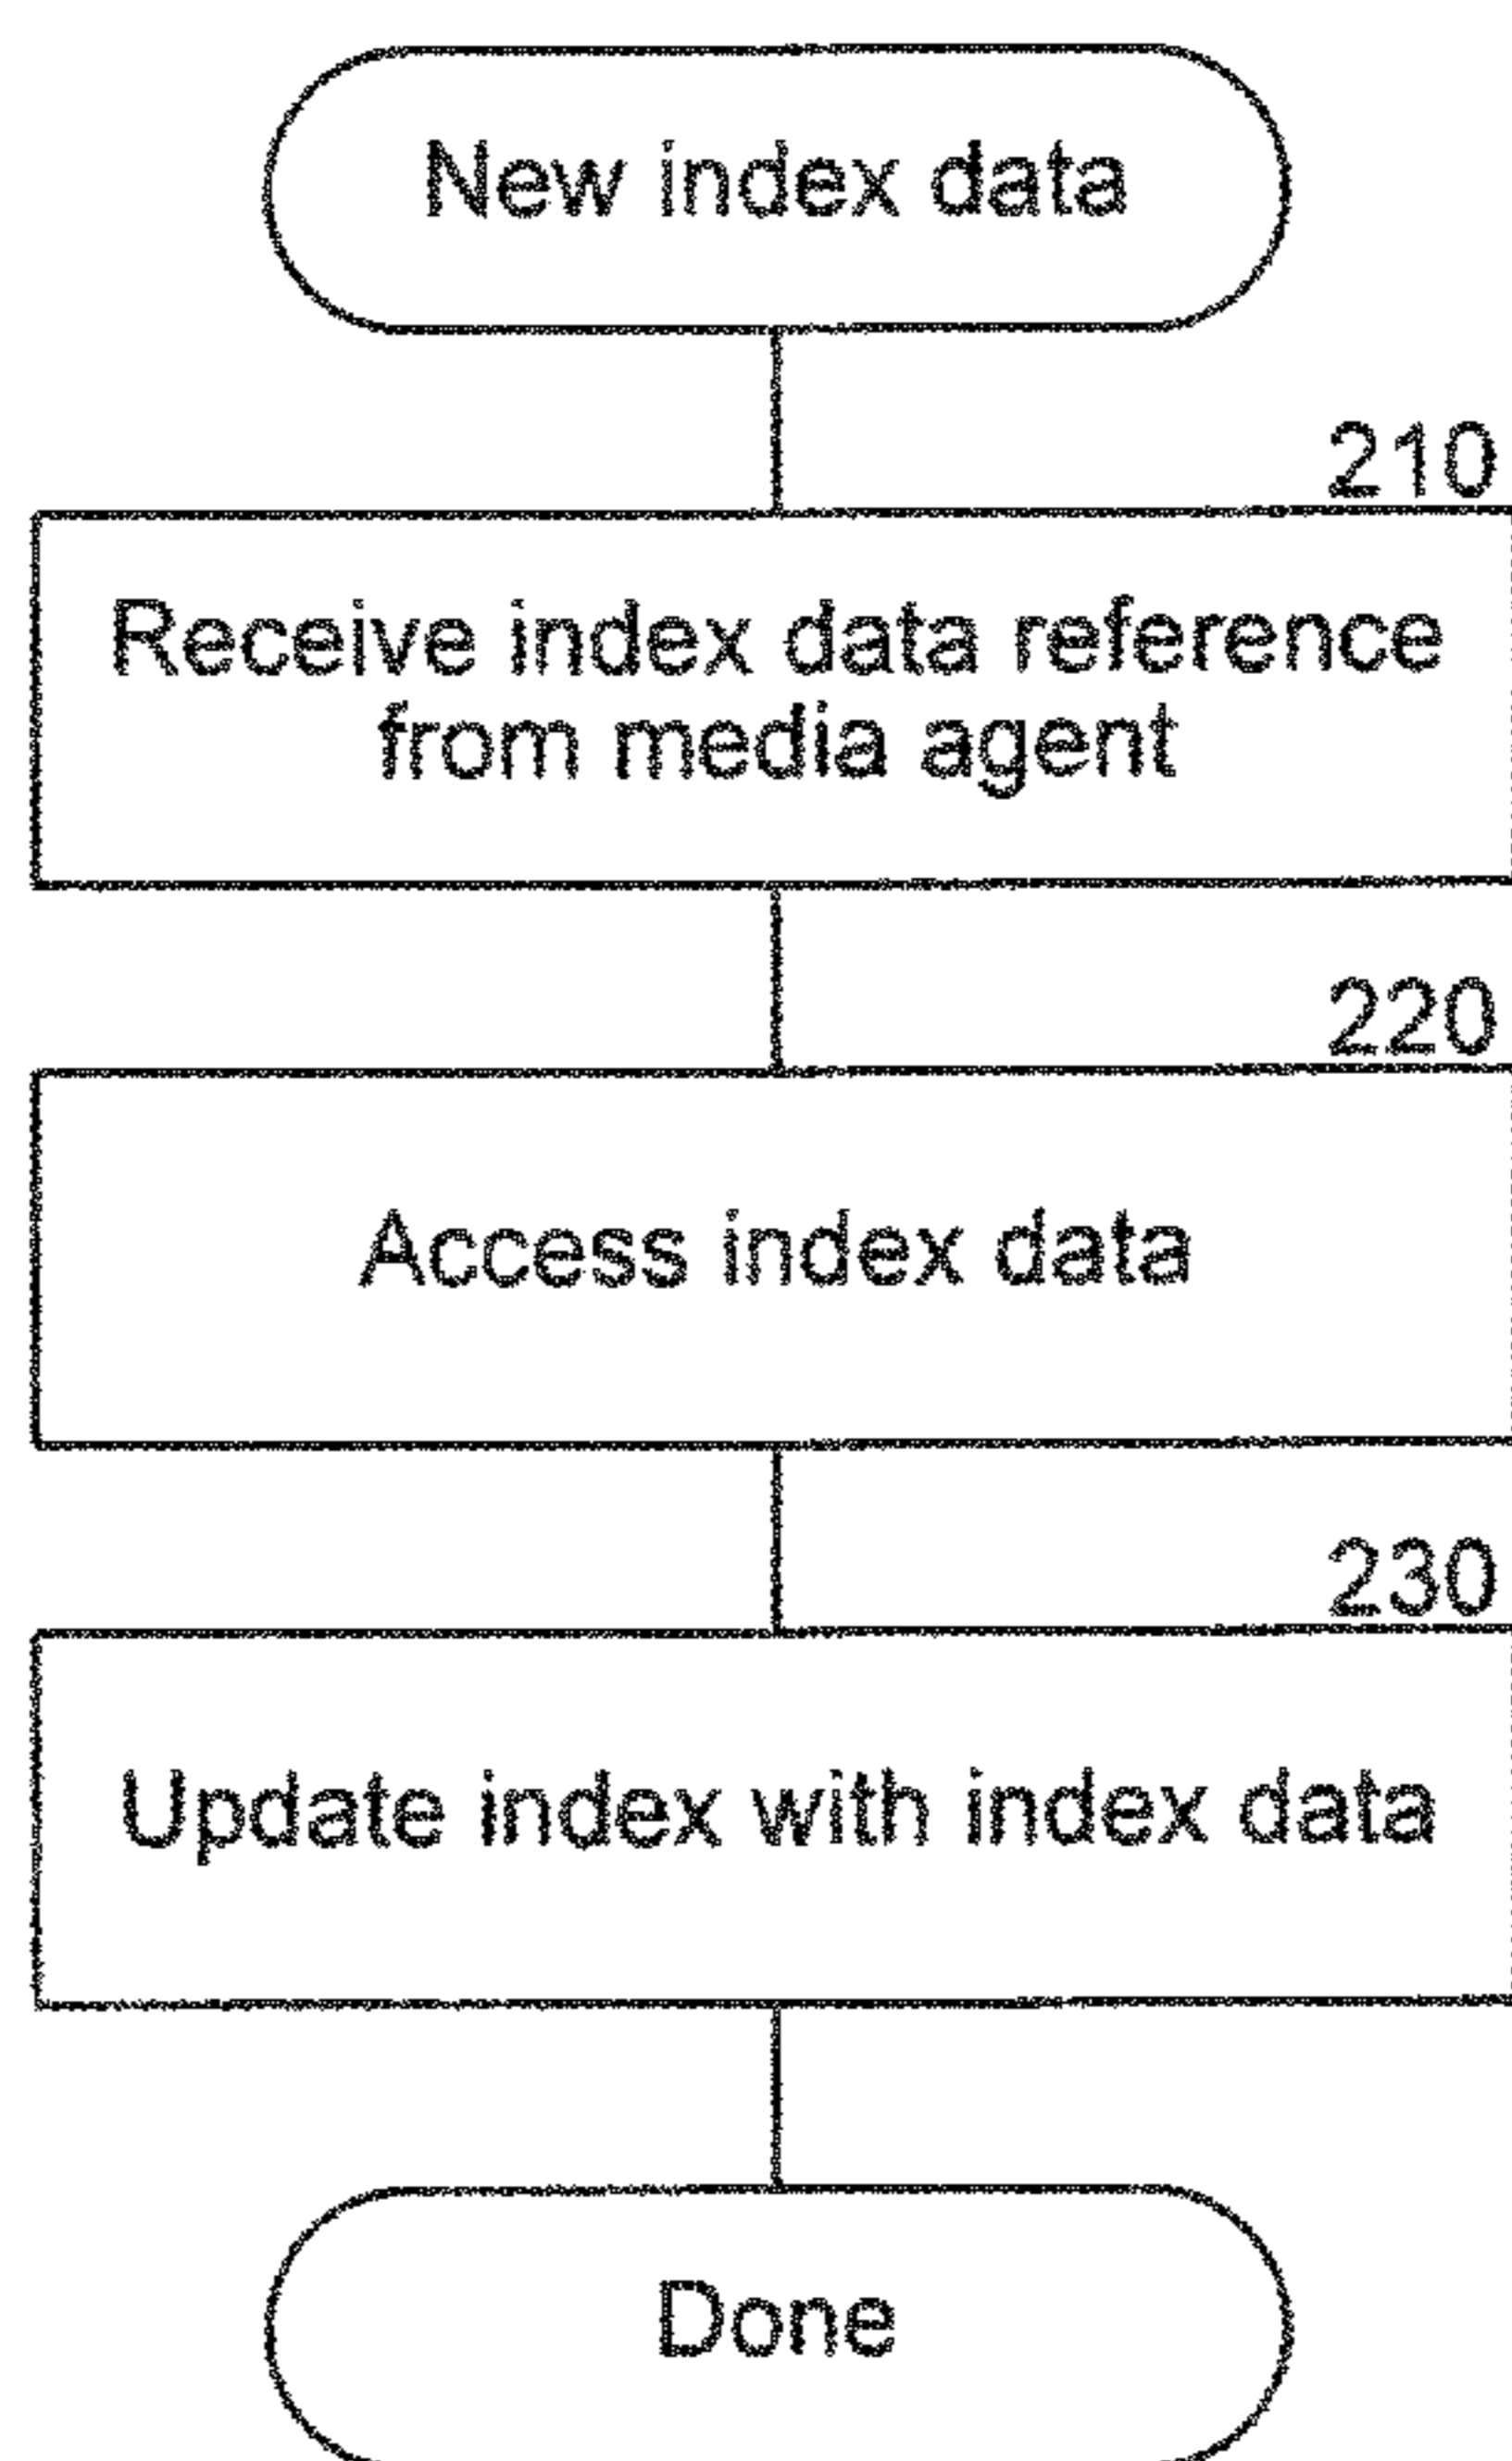 New index data
210
Receive index data reference
from media agent
220
Access index data
230
Update index with index data
Done